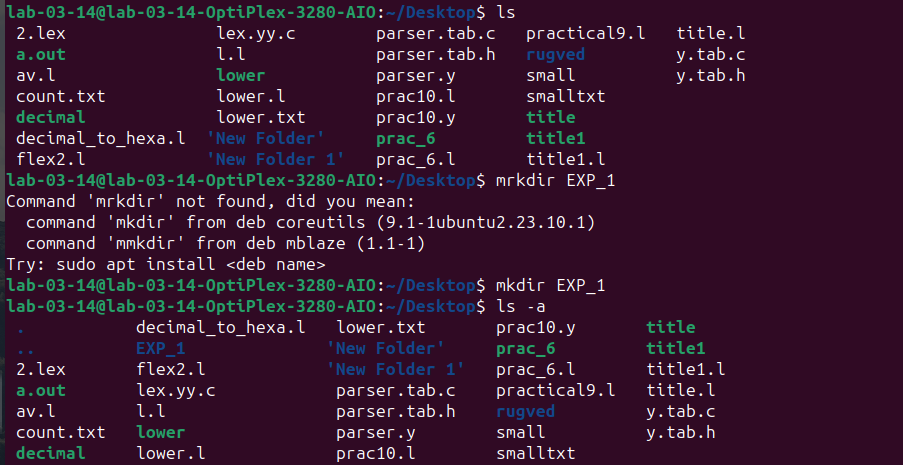 lab-03-14@lab-03-14-OptiPlex-3280-AIO:~/Desktop$ ls
2.lex lex.yy.c parser.tab.c practical9.l title.l
a.out l.l parser.tab.h rugved y.tab.c
av.l lower parser.y small y.tab.h
count.txt lower.l prac10.l smalltxt
decimal lower.txt prac10.y title
decimal_to_hexa.l 'New Folder' prac_6 title1
flex2.l 'New Folder 1' prac_6.l title1.l
lab-03-14@lab-03-14-OptiPlex-3280-AIO:~/Desktop$ mrkdir EXP_1
Command 'mrkdir' not found, did you mean:
command 'mkdir' from deb coreutils (9.1-1ubuntu2.23.10.1)
command 'mmkdir' from deb mblaze (1.1-1)
Try: sudo apt install <deb name>
lab-03-14@lab-03-14-OptiPlex-3280-AIO:~/Desktop$ mkdir EXP_1
lab-03-14@lab-03-14-OptiPlex-3280-AIO:~/Desktop$ ls -a
. decimal_to_hexa.l lower.txt prac10.y title
.. EXP_1 'New Folder' prac_6 title1
2.lex flex2.l 'New Folder 1' prac_6.l title1.l
a.out lex.yy.c parser.tab.c practical9.l title.l
av.l l.l parser.tab.h rugved y.tab.c
count.txt lower parser.y small y.tab.h
decimal lower.l prac10.l smalltxt